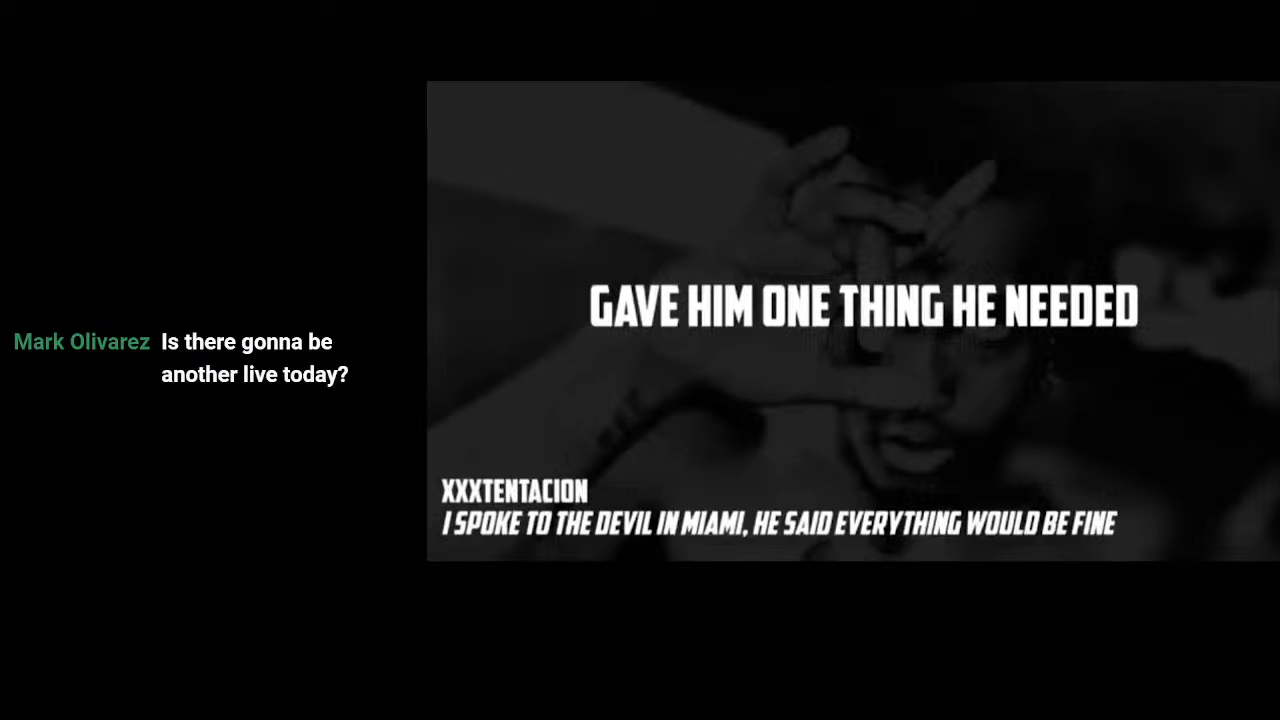 Mark Olivarez Is there gonna be
another live today?
GAVE HIM ONE THING HE NEEDED
XXXTENTACION
I SPOKE TO THE DEVIL IN MIAMI, HE SAID EVERYTHING WOULD BE FINE